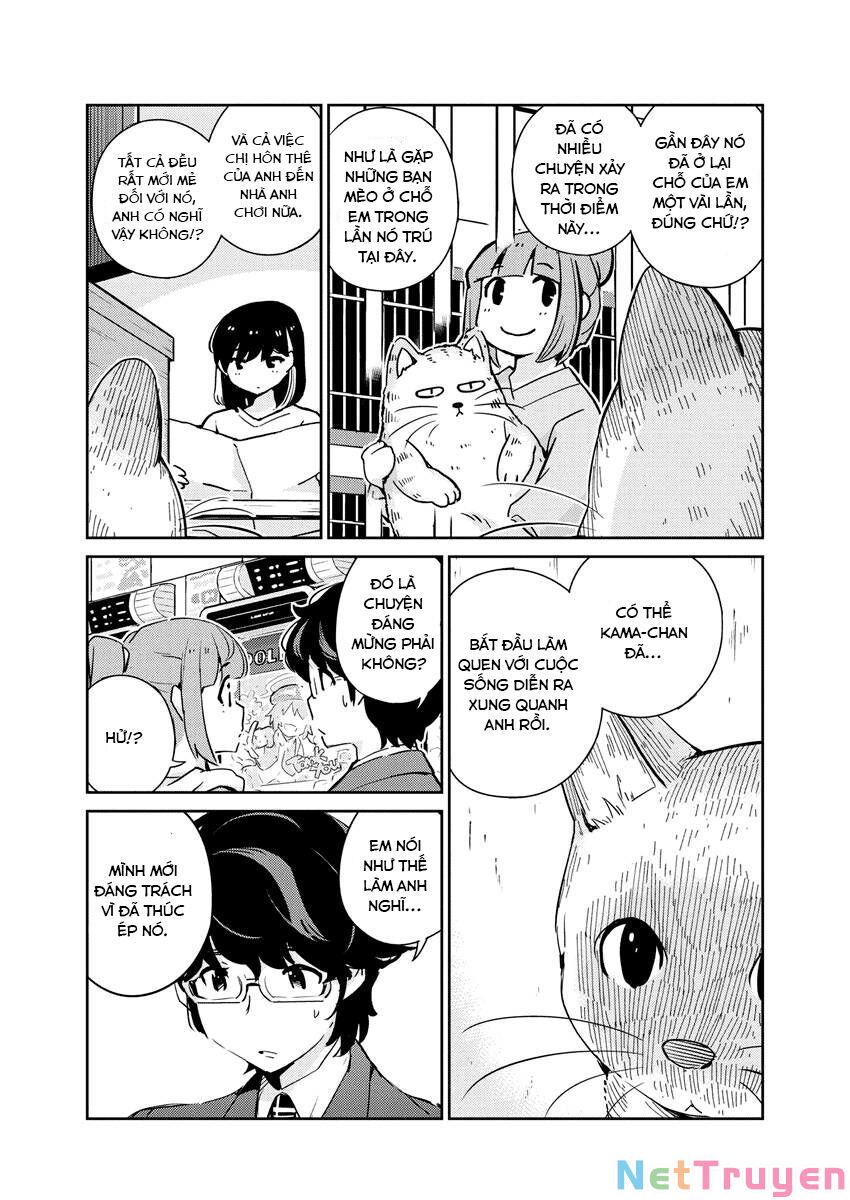 GẦN ĐÂY NÓ
ĐÃ Ở LẠI
CHỖ CỦA EM
MỘT VÀI LẦN,
ĐÚNG CHỨ!?
ĐÃ CÓ
NHIỀU
CHUYỆN XẢY
RA TRONG
THỜI ĐIỂM
NÀY...
NHƯ LÀ GẶP
NHỮNG BẠN
MÈO Ở CHỖ
EM TRONG
LẦN NÓ TRÚ
TẠI ĐÂY.
VÀ CẢ VIỆC
CHỊ HÔN THÊ
CỦA ANH ĐẾN
NHÀ ANH
CHƠI NỮA.
TẤT CẢ ĐỀU
RẤT MỚI MẺ
ĐỐI VỚI NÓ,
ANH CÓ NGHĨ
VẬY KHÔNG!?
CÓ THỂ
KAMA-CHAN
ĐÃ...
BẮT ĐẦU LÀM
QUEN VỚI CUỘC
SỐNG DIỄN RA
XUNG QUANH
ANH RỒI.
ĐÓ LÀ
CHUYỆN
ĐÁNG
MỪNG PHẢI
KHÔNG?
HỬ!?
EM NÓI
NHƯ THẾ
LÀM ANH
NGHĨ...
MÌNH MỚI
ĐÁNG TRÁCH
VÌ ĐÃ THÚC
ÉP NÓ.
NetTruyen